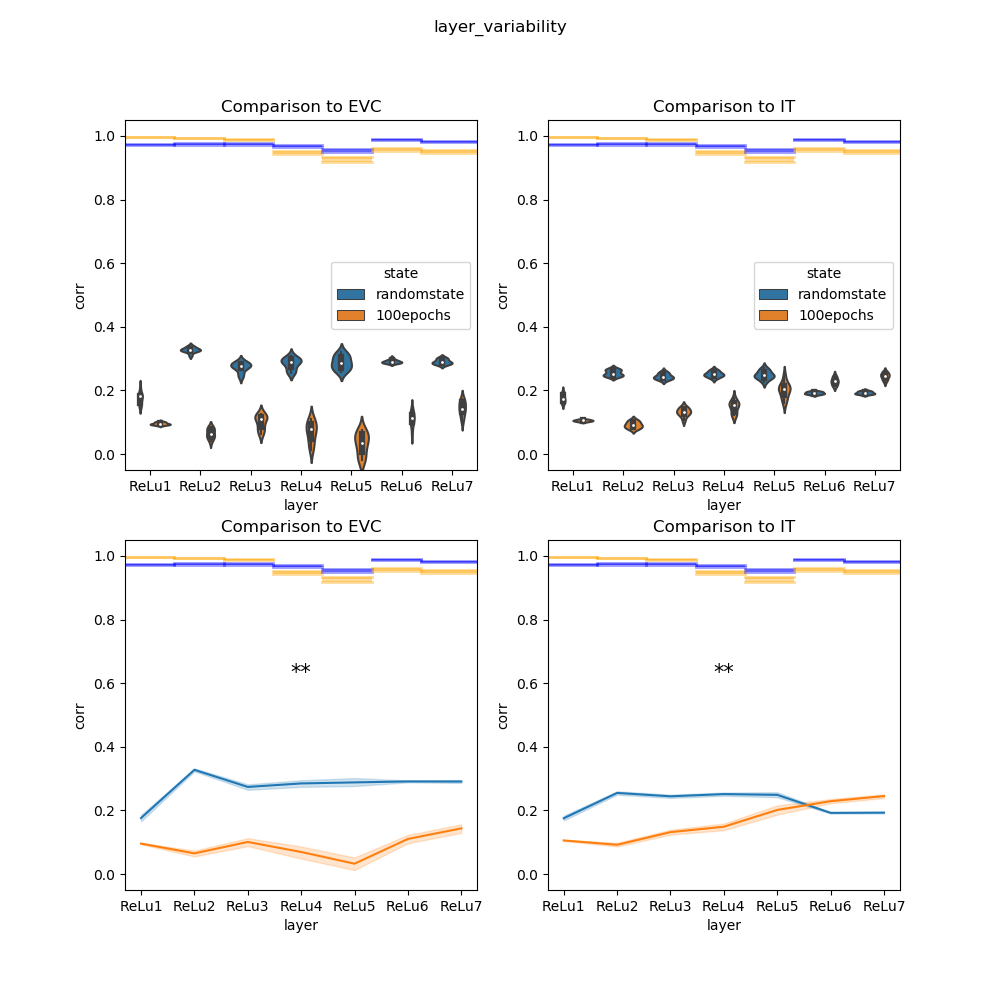 layer_variability
Comparison to EVC
1.0
0.8
0.6
0.4
0.2
0.0
corr
state
randomstate
100epochs
ReLu1 ReLu2 ReLu3 ReLu4 ReLu5 ReLu6 ReLu7
layer
Comparison to IT
1.0
0.8
0.6
0.4
0.2
0.0
corr
state
randomstate
100epochs
ReLu1 ReLu2 ReLu3 ReLu4 ReLu5 ReLu6 ReLu7
layer
Comparison to EVC
1.0
0.8
0.6
0.4
0.2
0.0
corr
**
ReLu1 ReLu2 ReLu3 ReLu4 ReLu5 ReLu6 ReLu7
layer
Comparison to IT
1.0
0.8
0.6
0.4
0.2
0.0
corr
**
ReLu1 ReLu2 ReLu3 ReLu4 ReLu5 ReLu6 ReLu7
layer